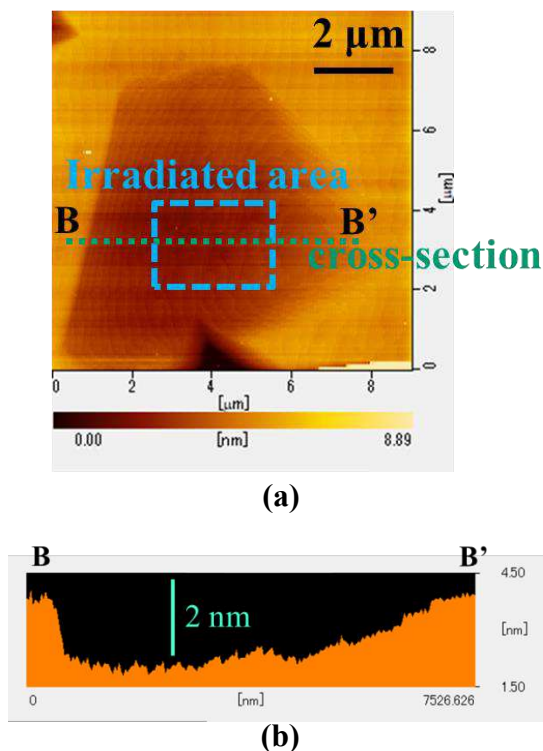 2 μm
8
6
4
2
0
[μm]
Irradiated area
B
B’
cross-section
0
2
4
6
8
[μm]
0.00
[nm]
8.89
(a)
B
B’
4.50
2 nm
[nm]
1.50
0
[nm]
7526.626
(b)